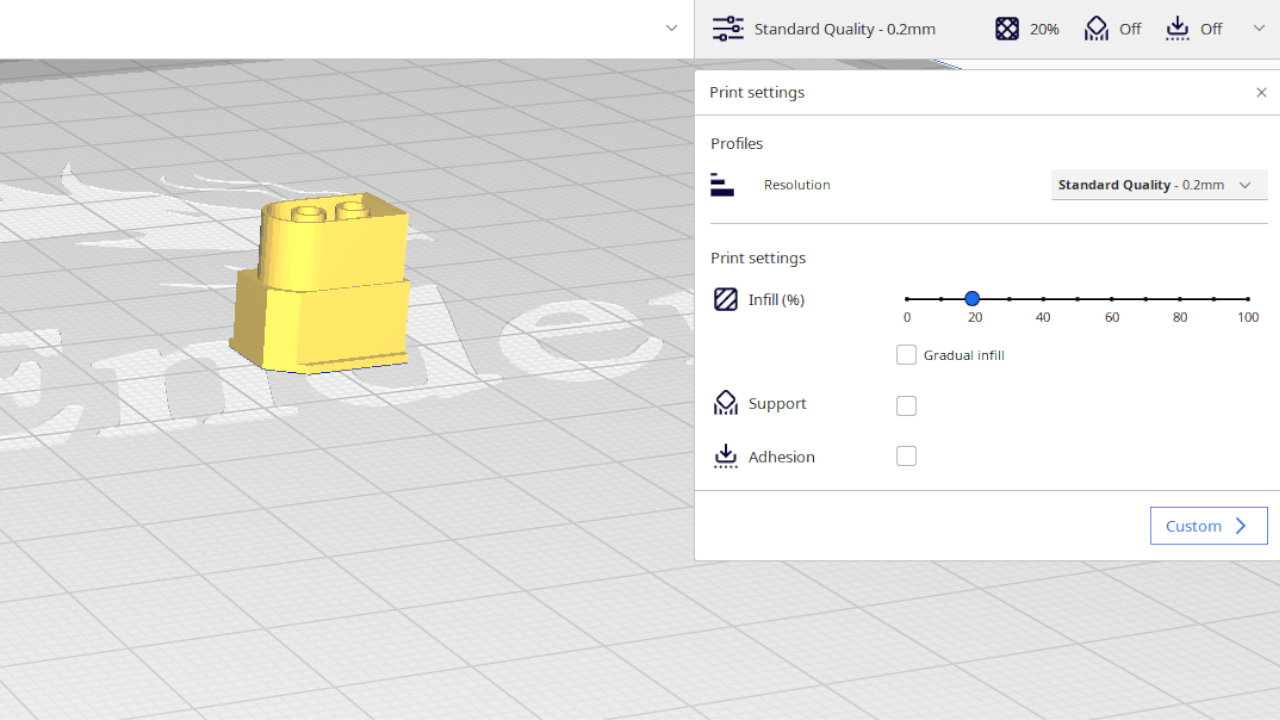 Standard Quality - 0.2mm 20% Off Off
Print settings
Profiles
Resolution Standard Quality - 0.2mm
Print settings
Infill (%)
0 20 40 60 80 100
Gradual infill
Support
Adhesion
Custom
Ender